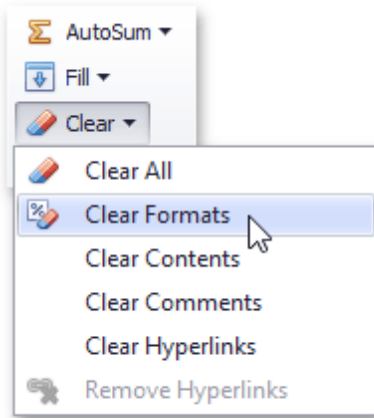 AutoSum
Fill
Clear
Clear All
Clear Formats
Clear Contents
Clear Comments
Clear Hyperlinks
Remove Hyperlinks